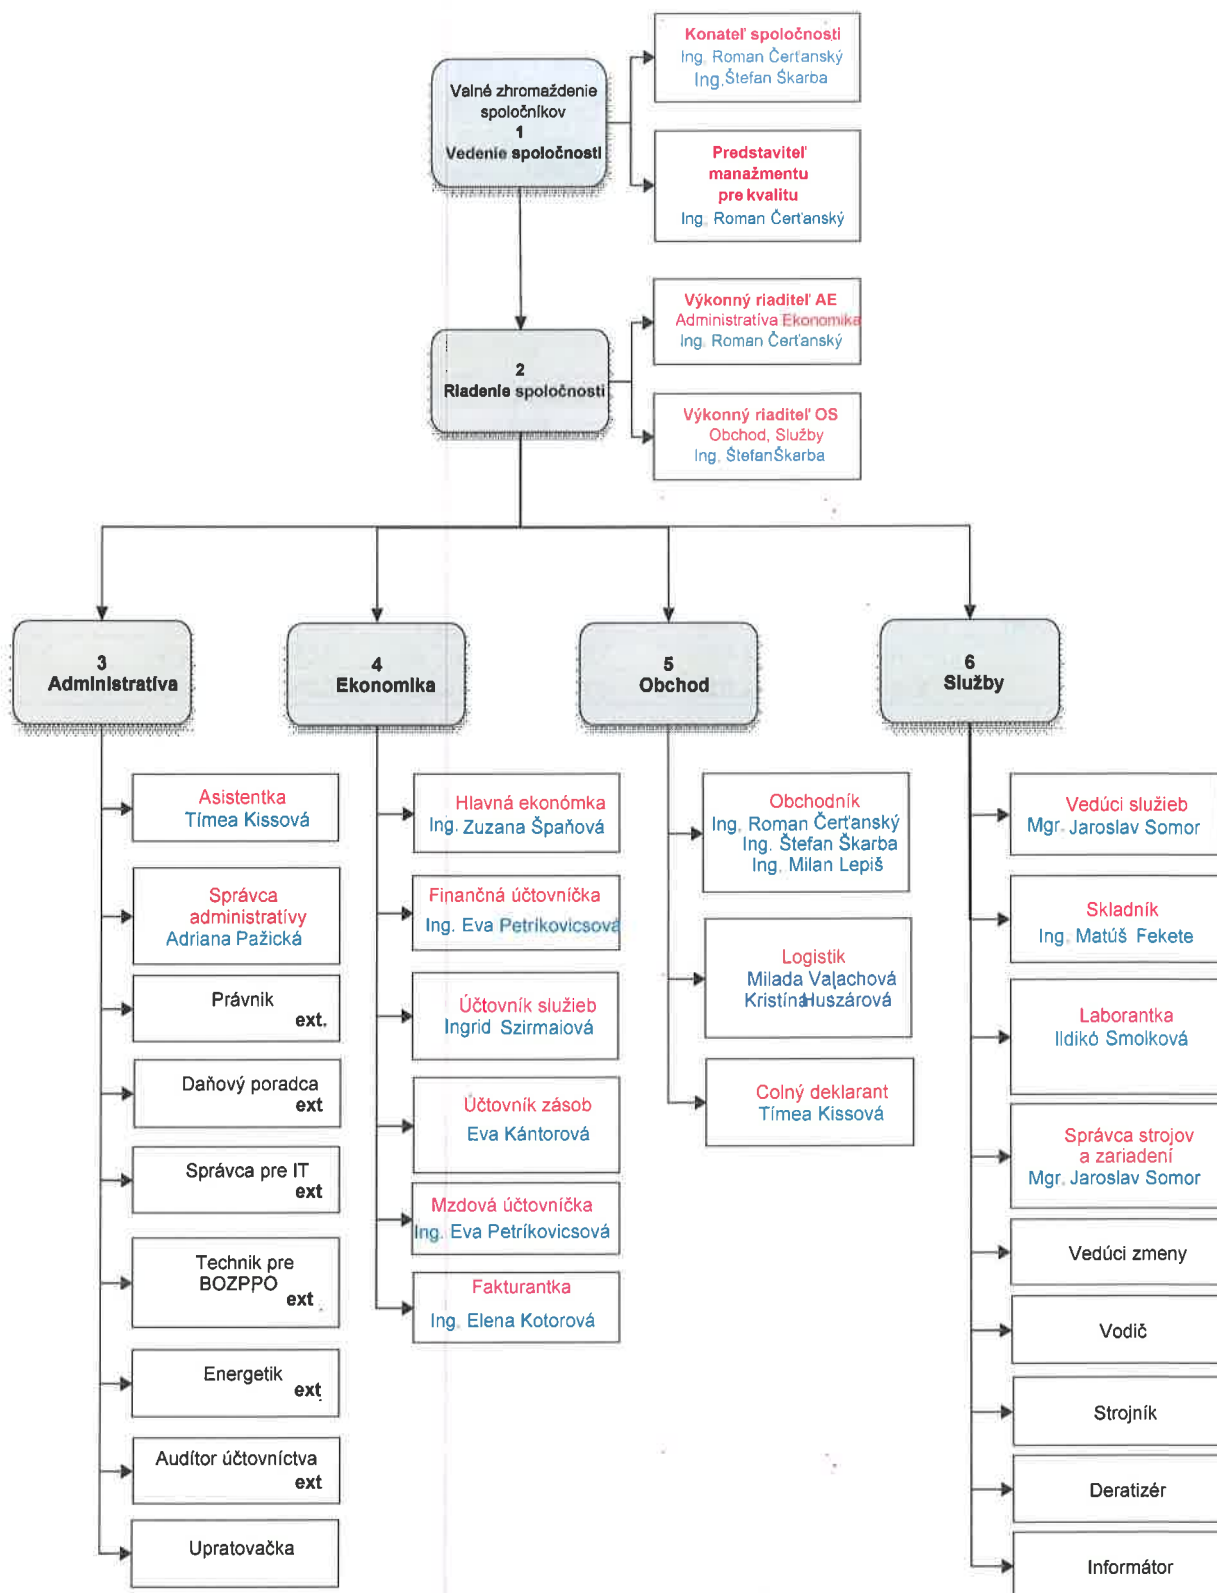 Konateľ spoločnosti
Ing. Roman Čerťanský
Ing. Štefan Škarba
Valné zhromaždenie
spoločníkov
1
Vedenie spoločnosti
Predstaviteľ
manažmentu
pre kvalitu
Ing. Roman Čerťanský
Výkonný riaditeľ AE
Administratíva Ekonomika
Ing. Roman Čerťanský
2
Riadenie spoločnosti
Výkonný riaditeľ OS
Obchod, Služby
Ing. Štefan Škarba
3
Administratíva
4
Ekonomika
5
Obchod
6
Služby
Asistentka
Tímea Kissová
Správca
administratívy
Adriana Pažická
Právnik
ext.
Daňový poradca
ext
Správca pre IT
ext
Technik pre
BOZPPO
ext
Energetik
ext
Audítor účtovníctva
ext
Upratovačka
Hlavná ekonómka
Ing. Zuzana Špaňová
Finančná účtovníčka
Ing. Eva Petríkovicsová
Účtovník služieb
Ingrid Szirmaiová
Účtovník zásob
Eva Kántorová
Mzdová účtovníčka
Ing. Eva Petríkovicsová
Fakturantka
Ing. Elena Kotorová
Obchodník
Ing. Roman Čerťanský
Ing. Štefan Škarba
Ing. Milan Lepiš
Logistik
Milada Valachová
Kristína Huszárová
Colný deklarant
Tímea Kissová
Vedúci služieb
Mgr. Jaroslav Somor
Skladník
Ing. Matúš Fekete
Laborantka
Ildikó Smolková
Správca strojov
a zariadení
Mgr. Jaroslav Somor
Vedúci zmeny
Vodič
Strojník
Deratizér
Informátor